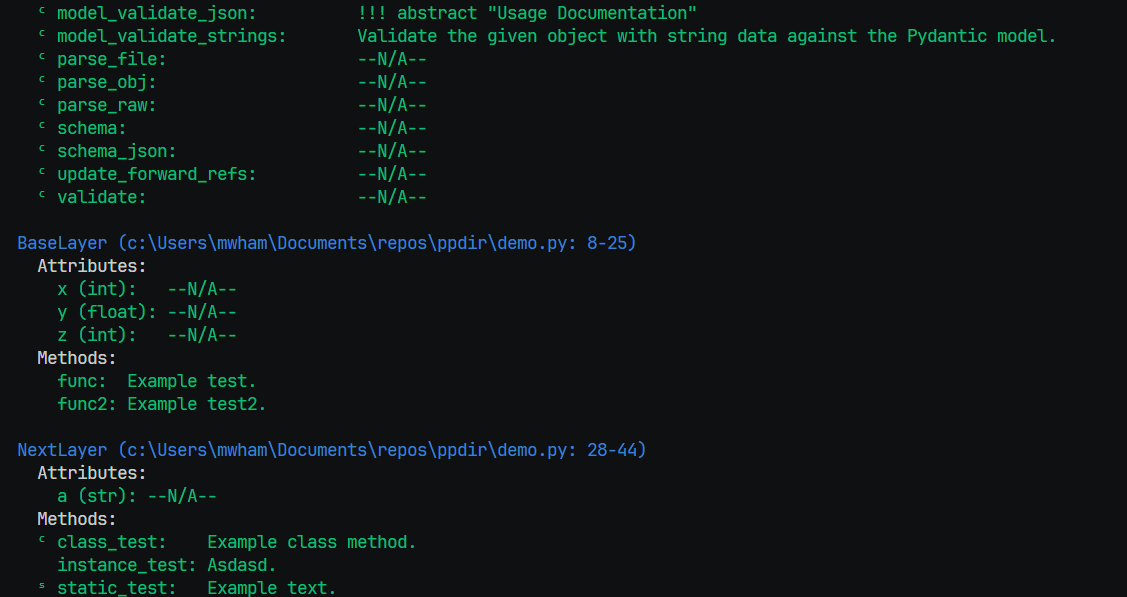 ᶜ model_validate_json: !!! abstract "Usage Documentation"
ᶜ model_validate_strings: Validate the given object with string data against the Pydantic model.
ᶜ parse_file: --N/A--
ᶜ parse_obj: --N/A--
ᶜ parse_raw: --N/A--
ᶜ schema: --N/A--
ᶜ schema_json: --N/A--
ᶜ update_forward_refs: --N/A--
ᶜ validate: --N/A--
BaseLayer (c:\Users\mwham\Documents\repos\ppdir\demo.py: 8-25)
Attributes:
x (int): --N/A--
y (float): --N/A--
z (int): --N/A--
Methods:
func: Example test.
func2: Example test2.
NextLayer (c:\Users\mwham\Documents\repos\ppdir\demo.py: 28-44)
Attributes:
a (str): --N/A--
Methods:
ᶜ class_test: Example class method.
instance_test: Asdasd.
ˢ static_test: Example text.